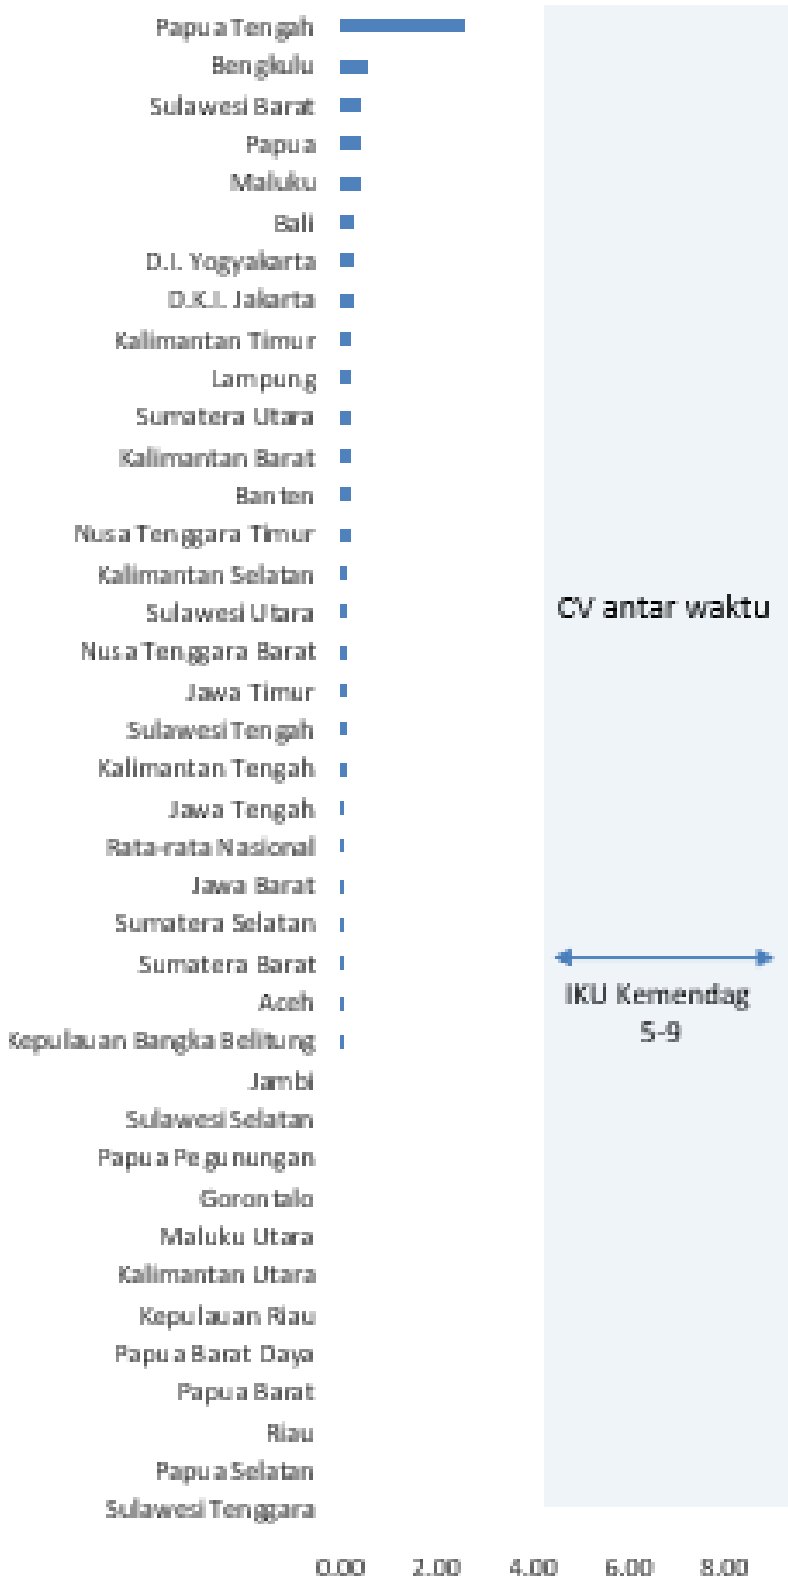 Papua Tengah
Bengkulu
Sulawesi Barat
Papua
Maluku
Bali
D.I. Yogyakarta
D.K.I. Jakarta
Kalimantan Timur
Lampung
Sumatera Utara
Kalimantan Barat
Banten
Nusa Tenggara Timur
Kalimantan Selatan
Sulawesi Utara
CV antar waktu
Nusa Tenggara Barat
Jawa Timur
Sulawesi Tengah
Kalimantan Tengah
Jawa Tengah
Rata-rata Nasional
Jawa Barat
Sumatera Selatan
Sumatera Barat
IKU Kemendag
5-9
Aceh
Kepulauan Bangka Belitung
Jambi
Sulawesi Selatan
Papua Pegunungan
Gorontalo
Maluku Utara
Kalimantan Utara
Kepulauan Riau
Papua Barat Daya
Papua Barat
Riau
Papua Selatan
Sulawesi Tenggara
0.00 2.00 4.00 6.00 8.00